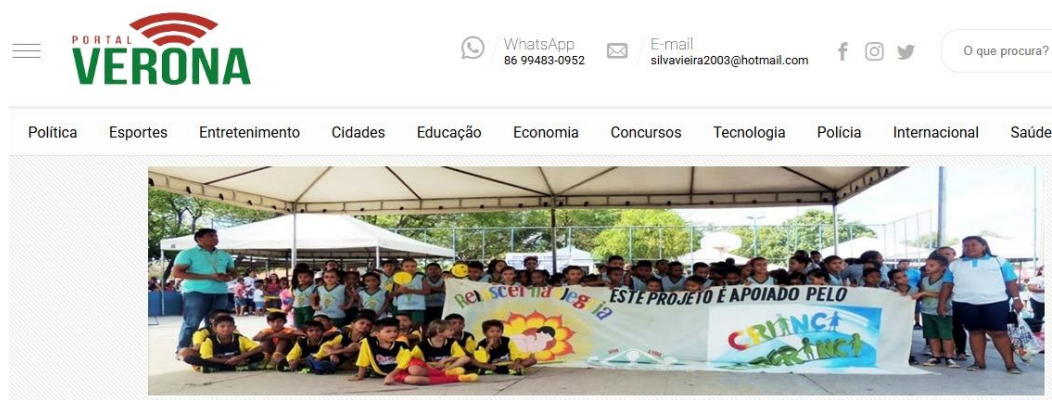 PORTAL
VERONA
WhatsApp
86 99483-0952
E-mail
silvavieira2003@hotmail.com
O que procura?
Política Esportes Entretenimento Cidades Educação Economia Concursos Tecnologia Polícia Internacional Saúde
ESTE PROJETO É APOIADO PELO